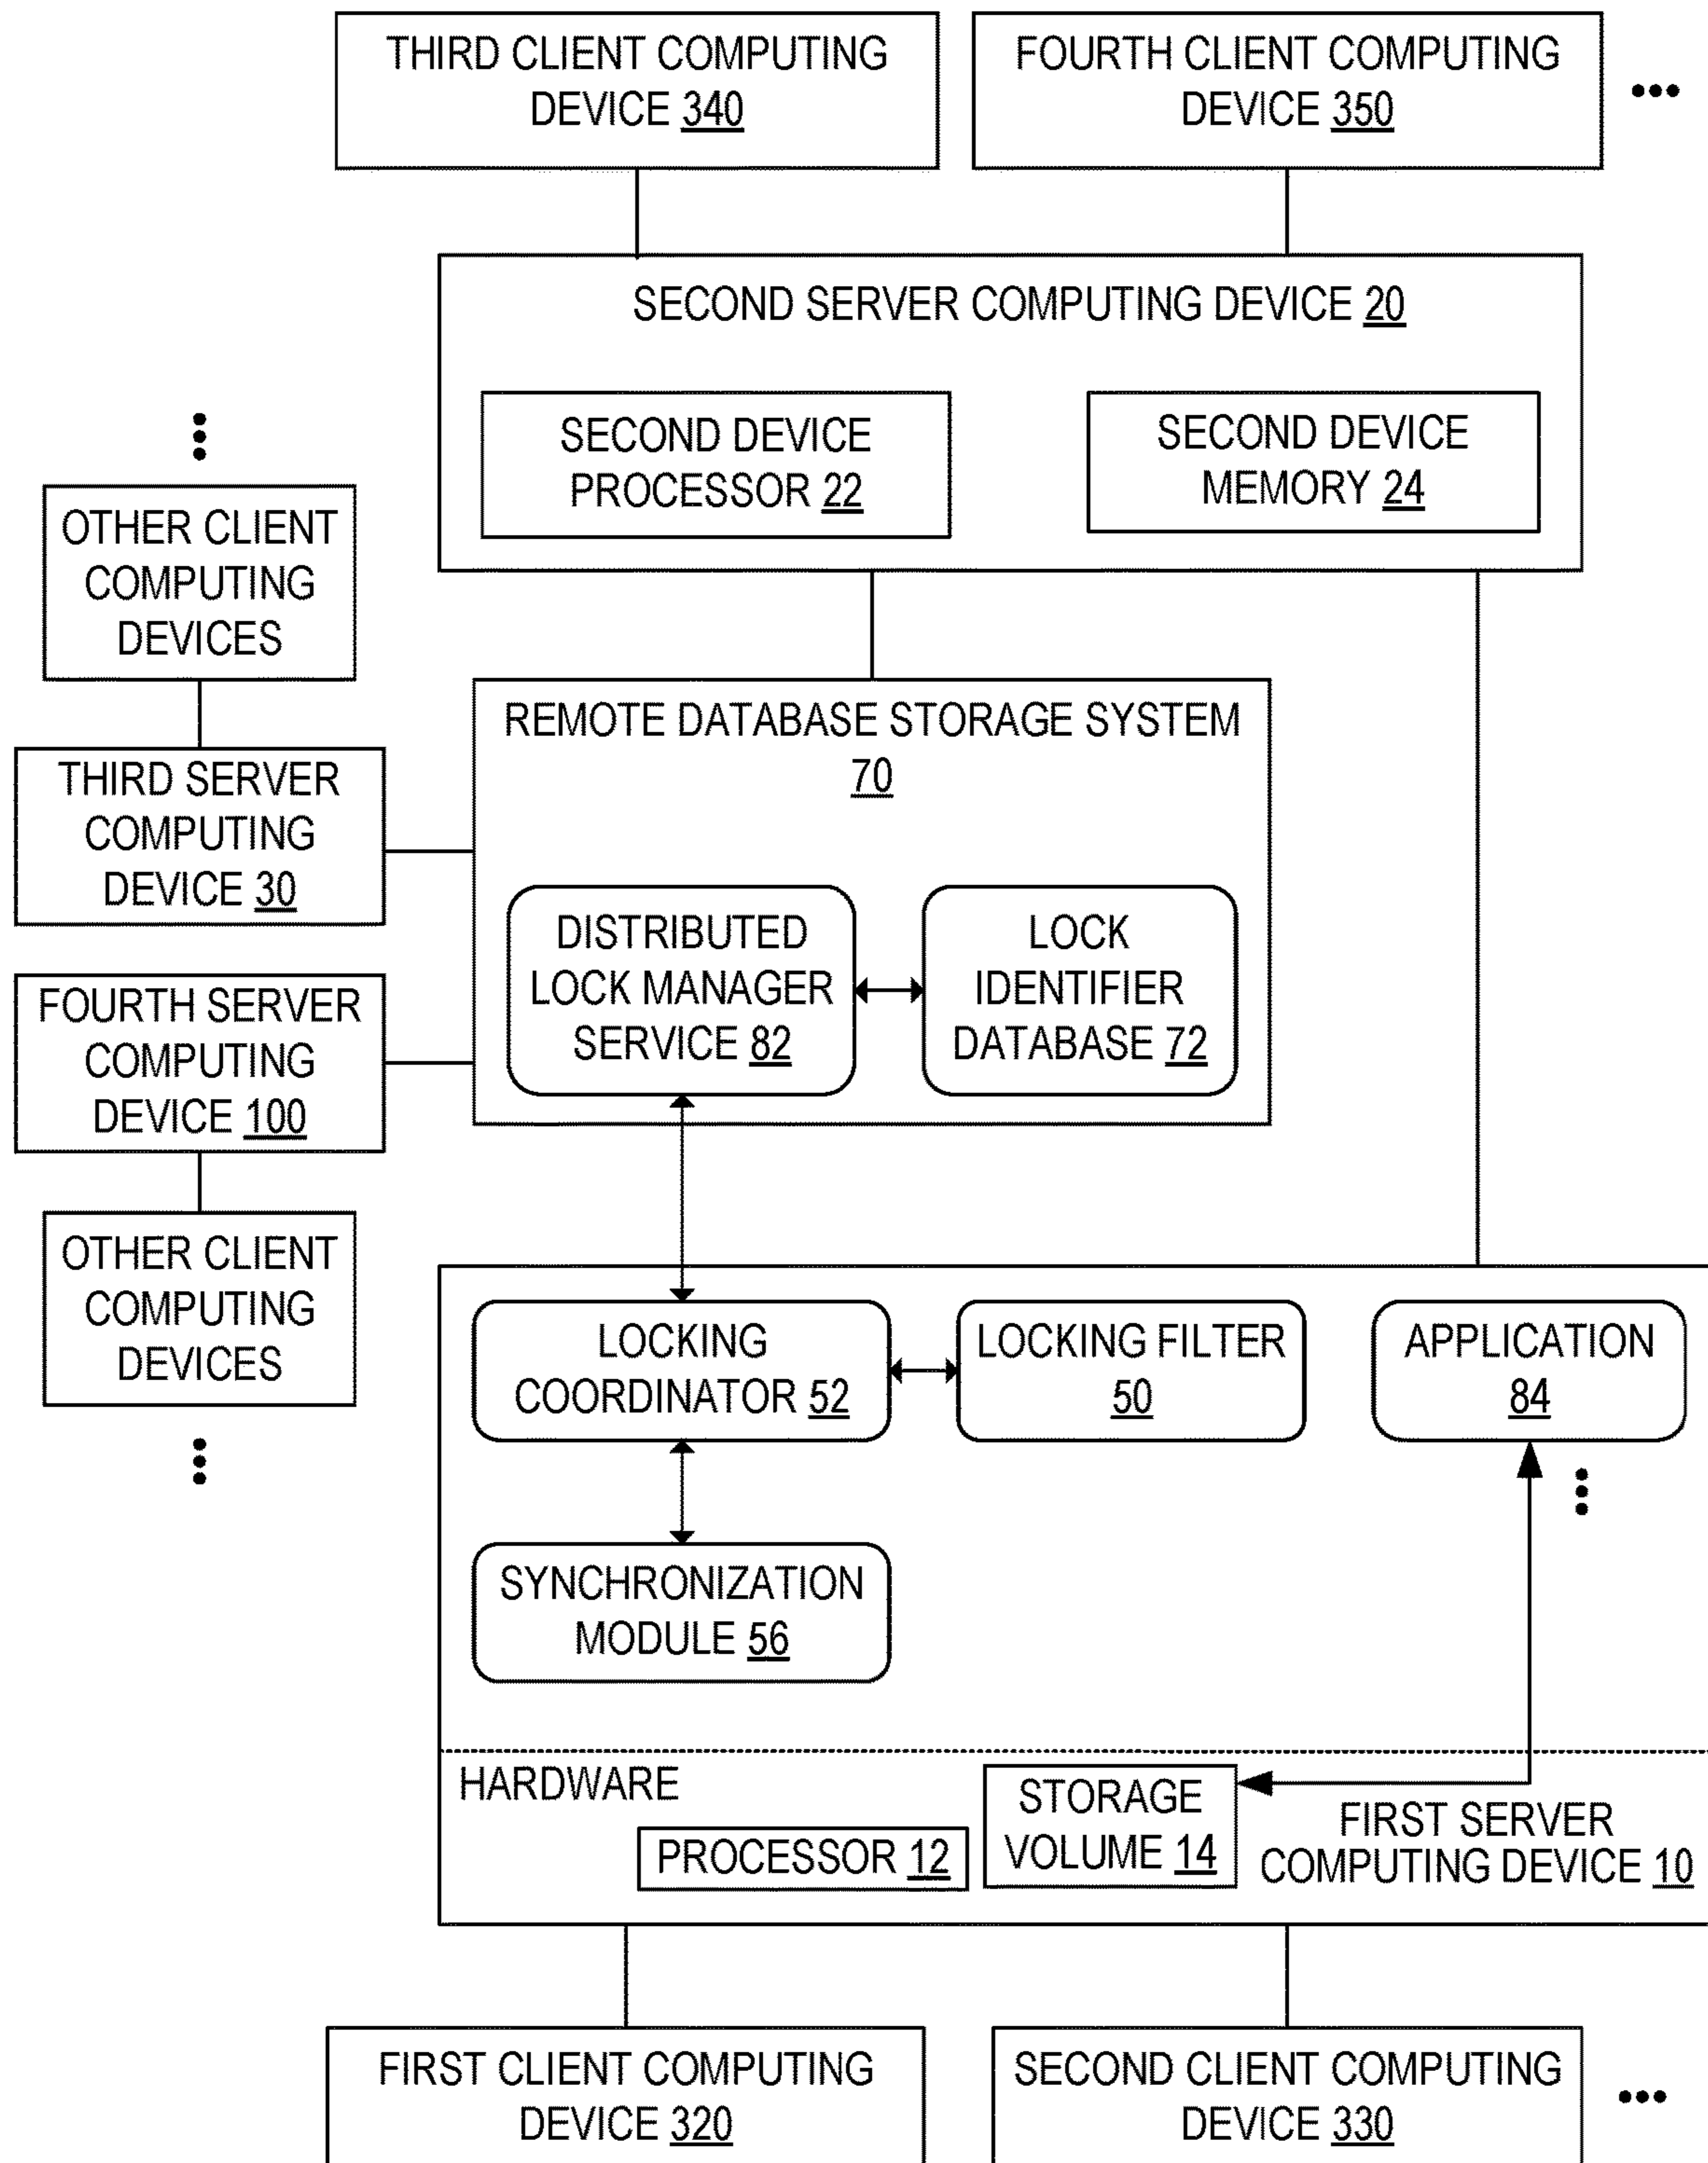 THIRD CLIENT COMPUTING
DEVICE 340
FOURTH CLIENT COMPUTING
DEVICE 350
SECOND SERVER COMPUTING DEVICE 20
SECOND DEVICE
PROCESSOR 22
SECOND DEVICE
MEMORY 24
OTHER CLIENT
COMPUTING
DEVICES
THIRD SERVER
COMPUTING
DEVICE 30
REMOTE DATABASE STORAGE SYSTEM
70
DISTRIBUTED
LOCK MANAGER
SERVICE 82
LOCK
IDENTIFIER
DATABASE 72
FOURTH SERVER
COMPUTING
DEVICE 100
OTHER CLIENT
COMPUTING
DEVICES
LOCKING
COORDINATOR 52
LOCKING FILTER
50
APPLICATION
84
SYNCHRONIZATION
MODULE 56
HARDWARE
PROCESSOR 12
STORAGE
VOLUME 14
FIRST SERVER
COMPUTING DEVICE 10
FIRST CLIENT COMPUTING
DEVICE 320
SECOND CLIENT COMPUTING
DEVICE 330